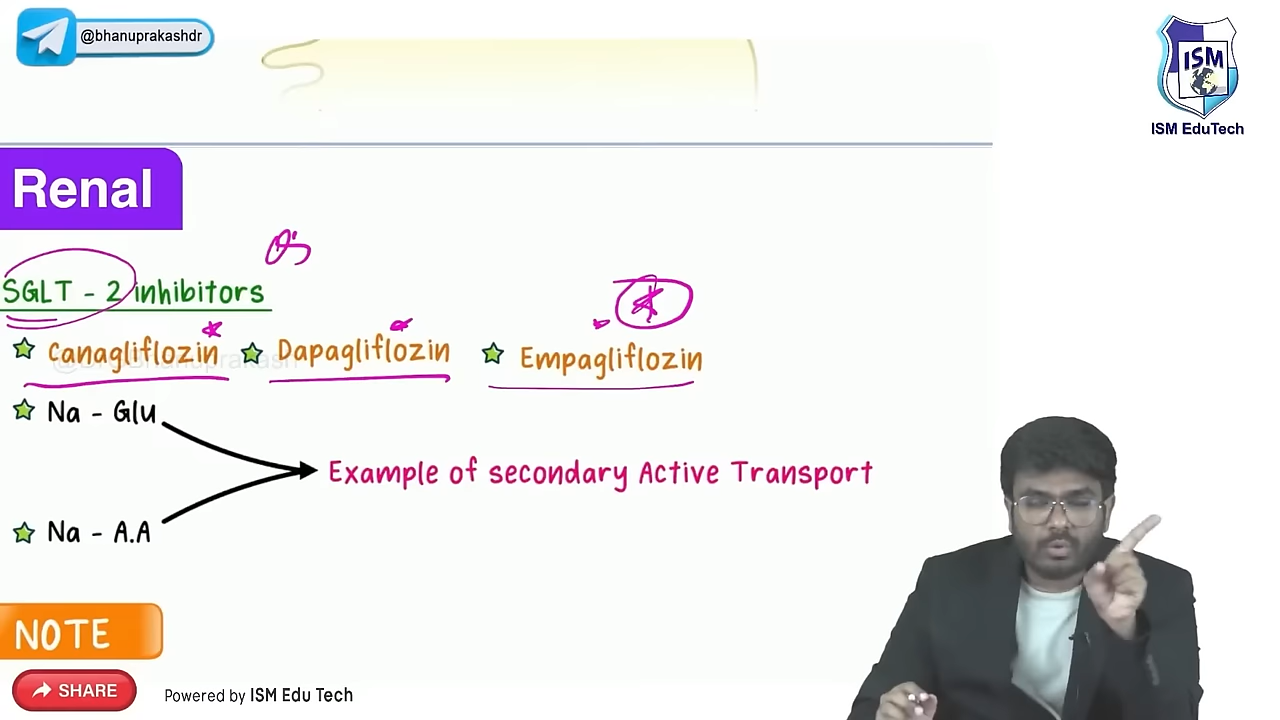 @bhanuprakashdr
ISM
ISM EduTech
Renal
SGLT - 2 inhibitors
Canagliflozin Dapagliflozin Empagliflozin
Na - Glu
Example of secondary Active Transport
Na - A.A
NOTE
SHARE
Powered by ISM Edu Tech